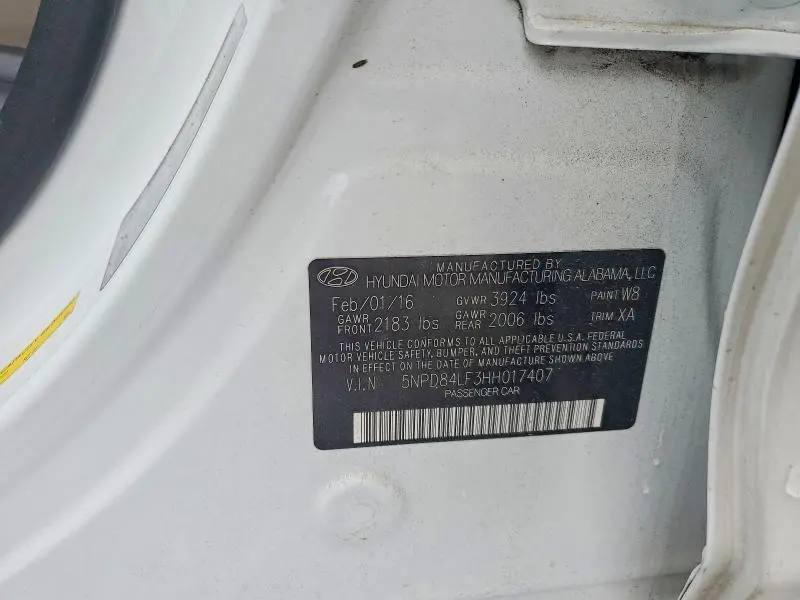 MANUFACTURED BY
HYUNDAI MOTOR MANUFACTURING ALABAMA, LLC
Feb/01/16 GVWR 3924 lbs PAINT W8
GAWR FRONT 2183 lbs GAWR REAR 2006 lbs TRIM XA
THIS VEHICLE CONFORMS TO ALL APPLICABLE U.S.A. FEDERAL
MOTOR VEHICLE SAFETY, BUMPER, AND THEFT PREVENTION STANDARDS
IN EFFECT ON THE DATE OF MANUFACTURE SHOWN ABOVE.
V.I.N 5NPD84LF3HH017407
PASSENGER CAR